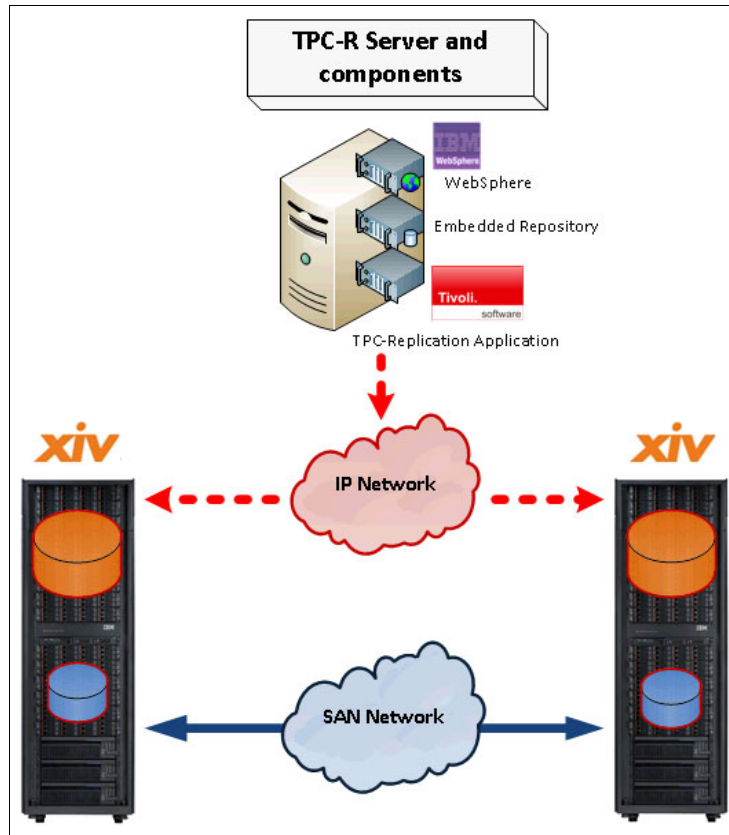 TPC-R Server and
components
IBM
WebSphere
WebSphere
Embedded Repository
Tivoli.
software
TPC-Replication Application
xiv
xiv
IP Network
IBM
IBM
SAN Network